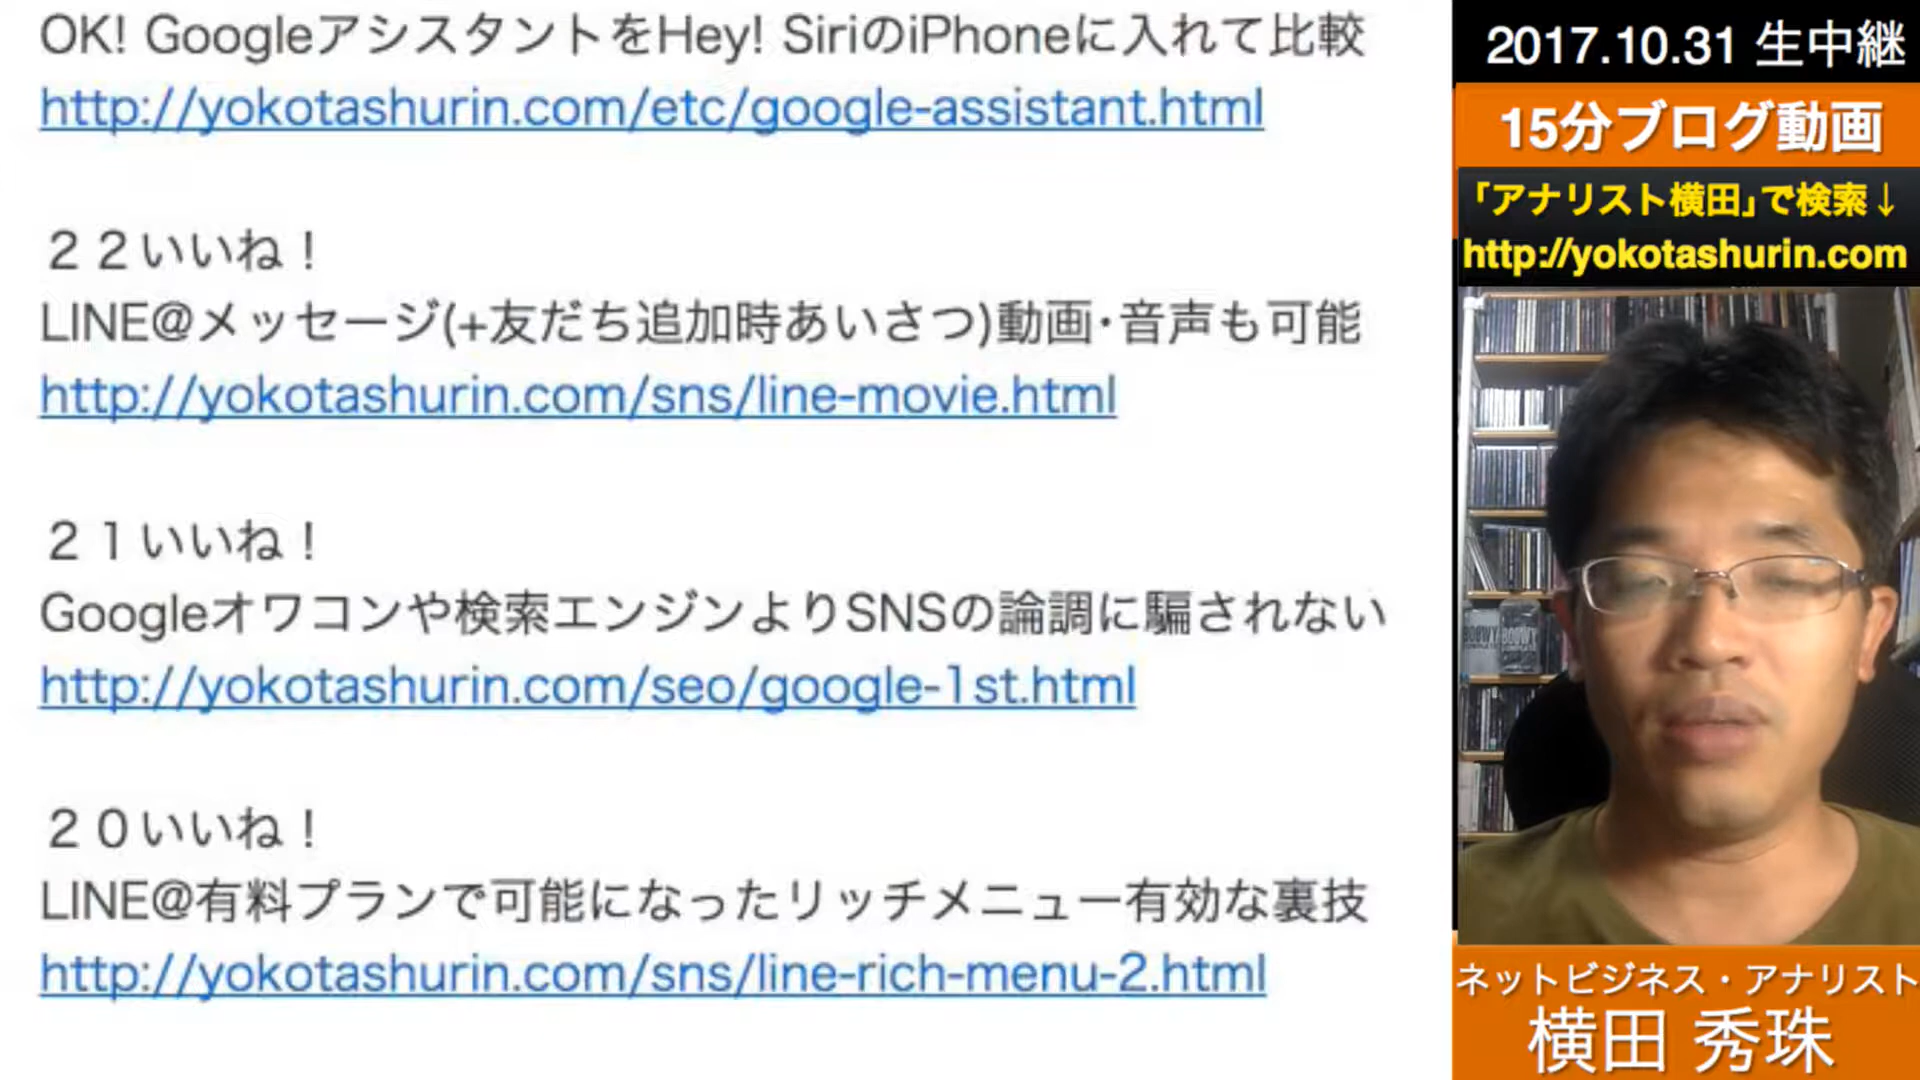 OK! GoogleアシスタントをHey! SiriのiPhoneに入れて比較
http://yokotashurin.com/etc/google-assistant.html
２２いいね！
LINE@メッセージ(+友だち追加時あいさつ)動画･音声も可能
http://yokotashurin.com/sns/line-movie.html
２１いいね！
Googleオワコンや検索エンジンよりSNSの論調に騙されない
http://yokotashurin.com/seo/google-1st.html
２０いいね！
LINE@有料プランで可能になったリッチメニュー有効な裏技
http://yokotashurin.com/sns/line-rich-menu-2.html
2017.10.31 生中継
15分ブログ動画
「アナリスト横田」で検索↓
http://yokotashurin.com
BOOWY
BOOWY
ネットビジネス・アナリスト
横田 秀珠